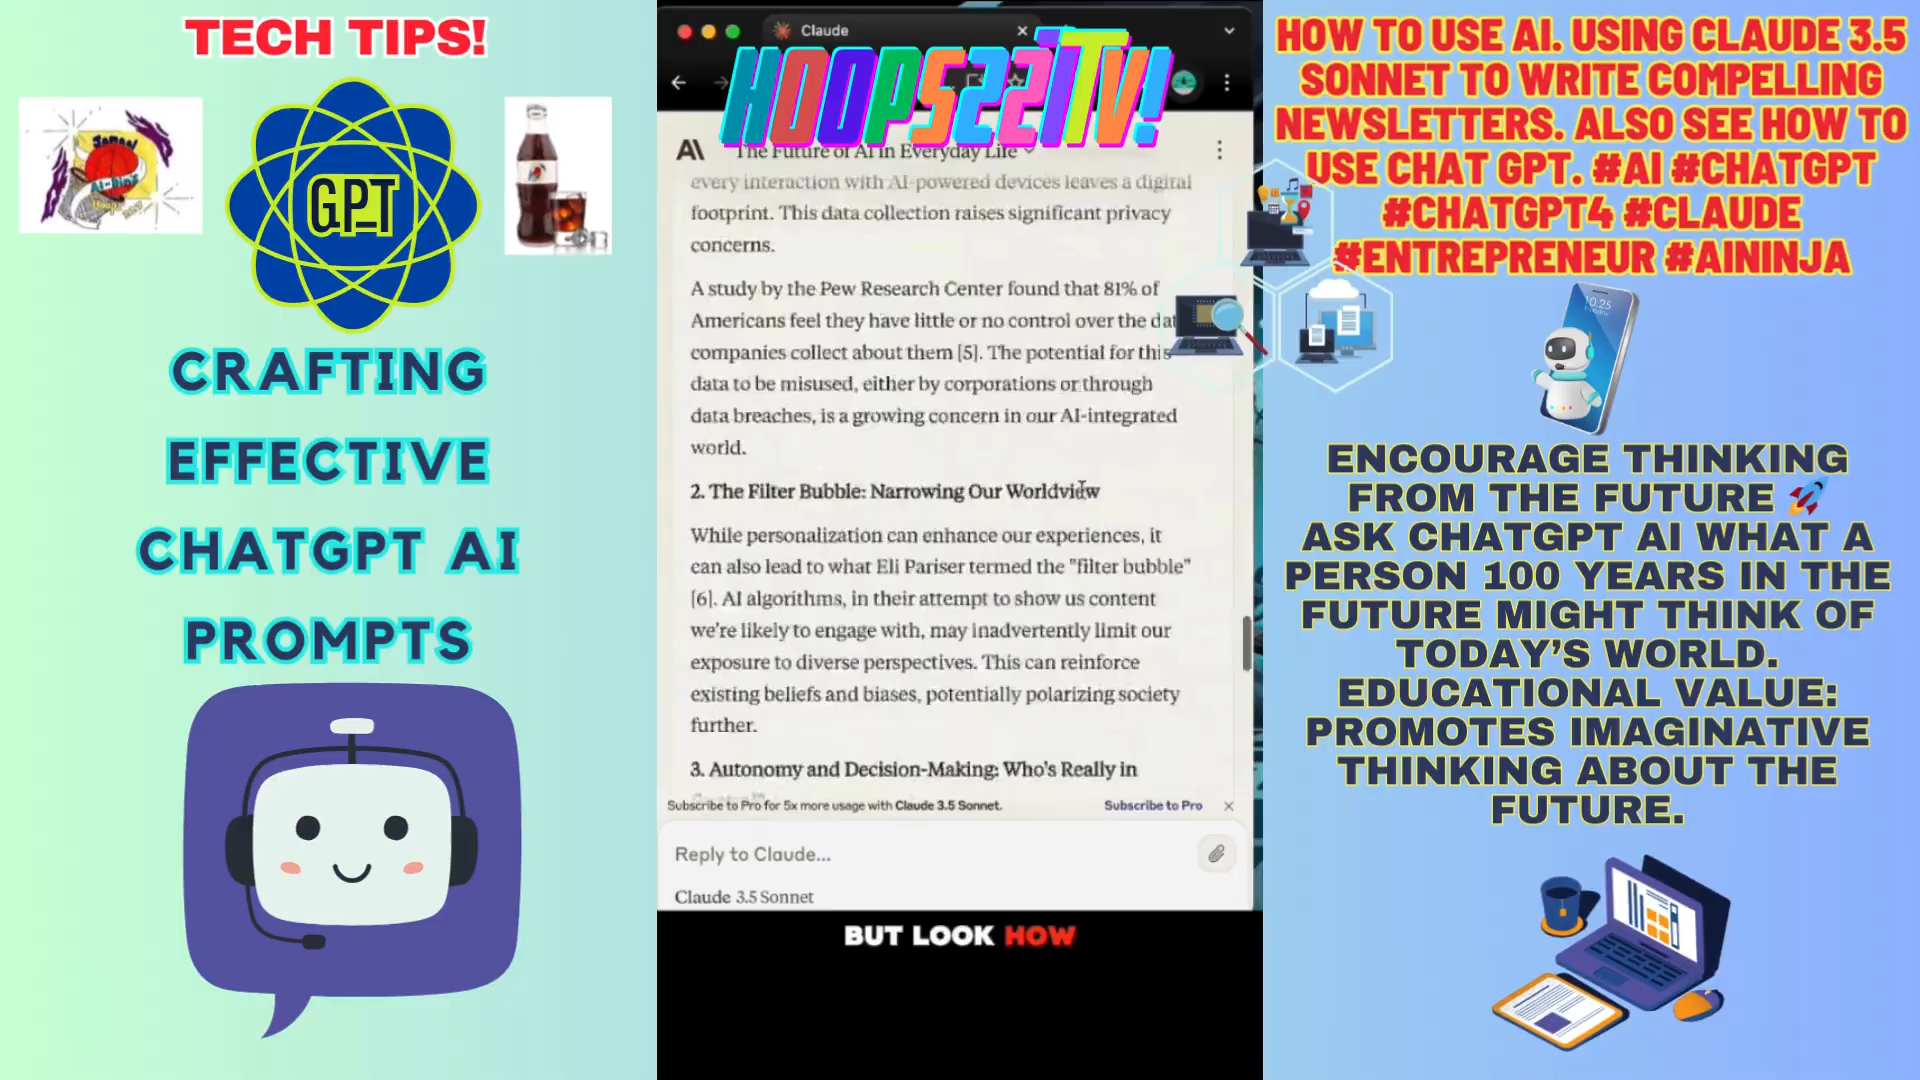 TECH TIPS!
GPT
CRAFTING
EFFECTIVE
CHATGPT AI
PROMPTS
Claude
HOOPS22ITV!
The Future of AI in Everyday Life
every interaction with AI-powered devices leaves a digital
footprint. This data collection raises significant privacy
concerns.
A study by the Pew Research Center found that 81% of
Americans feel they have little or no control over the dat
companies collect about them [5]. The potential for this
data to be misused, either by corporations or through
data breaches, is a growing concern in our AI-integrated
world.
2. The Filter Bubble: Narrowing Our Worldview
While personalization can enhance our experiences, it
can also lead to what Eli Pariser termed the "filter bubble"
[6]. AI algorithms, in their attempt to show us content
we're likely to engage with, may inadvertently limit our
exposure to diverse perspectives. This can reinforce
existing beliefs and biases, potentially polarizing society
further.
3. Autonomy and Decision-Making: Who's Really in
Subscribe to Pro for 5x more usage with Claude 3.5 Sonnet. Subscribe to Pro
Reply to Claude...
Claude 3.5 Sonnet
BUT LOOK HOW
HOW TO USE AI. USING CLAUDE 3.5
SONNET TO WRITE COMPELLING
NEWSLETTERS. ALSO SEE HOW TO
USE CHAT GPT. #AI #CHATGPT
#CHATGPT4 #CLAUDE
#ENTREPRENEUR #AININJA
10.25
ENCOURAGE THINKING
FROM THE FUTURE 🚀
ASK CHATGPT AI WHAT A
PERSON 100 YEARS IN THE
FUTURE MIGHT THINK OF
TODAY'S WORLD.
EDUCATIONAL VALUE:
PROMOTES IMAGINATIVE
THINKING ABOUT THE
FUTURE.